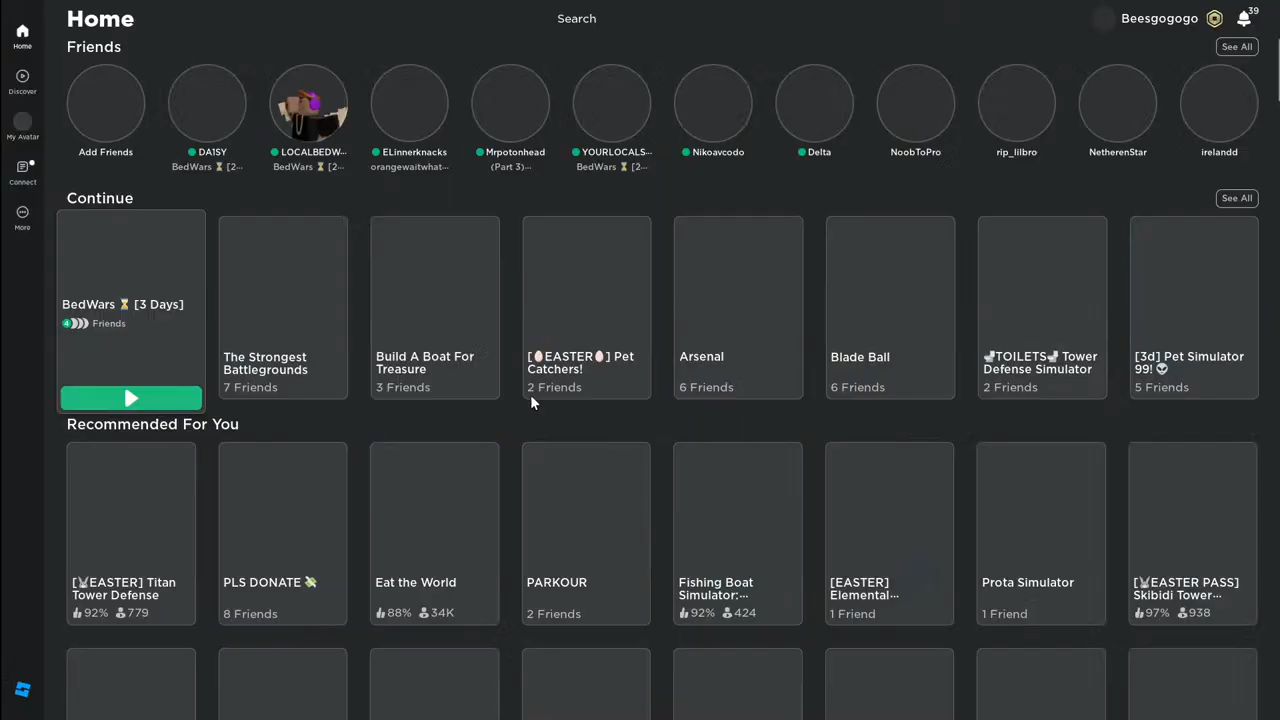 Home
Search
Beesgogogo
39
Home
Discover
My Avatar
Connect
More
Friends
See All
Add Friends
DA1SY
BedWars ⏳ [2...
LOCALBEDW...
BedWars ⏳ [2...
ELinnerknacks
orangewaitwhat...
Mrpotonhead
(Part 3)...
YOURLOCALS...
BedWars ⏳ [2...
Nikoavcodo
Delta
NoobToPro
rip_lilbro
NetherenStar
irelandd
Continue
See All
BedWars ⏳ [3 Days]
4 Friends
The Strongest
Battlegrounds
7 Friends
Build A Boat For
Treasure
3 Friends
[🥚EASTER🥚] Pet
Catchers!
2 Friends
Arsenal
6 Friends
Blade Ball
6 Friends
🚽TOILETS🚽 Tower
Defense Simulator
2 Friends
[3d] Pet Simulator
99! 👽
5 Friends
Recommended For You
[🐰EASTER] Titan
Tower Defense
92% 779
PLS DONATE 💸
8 Friends
Eat the World
88% 34K
PARKOUR
2 Friends
Fishing Boat
Simulator:...
92% 424
[EASTER]
Elemental...
1 Friend
Prota Simulator
1 Friend
[🐰EASTER PASS]
Skibidi Tower...
97% 938